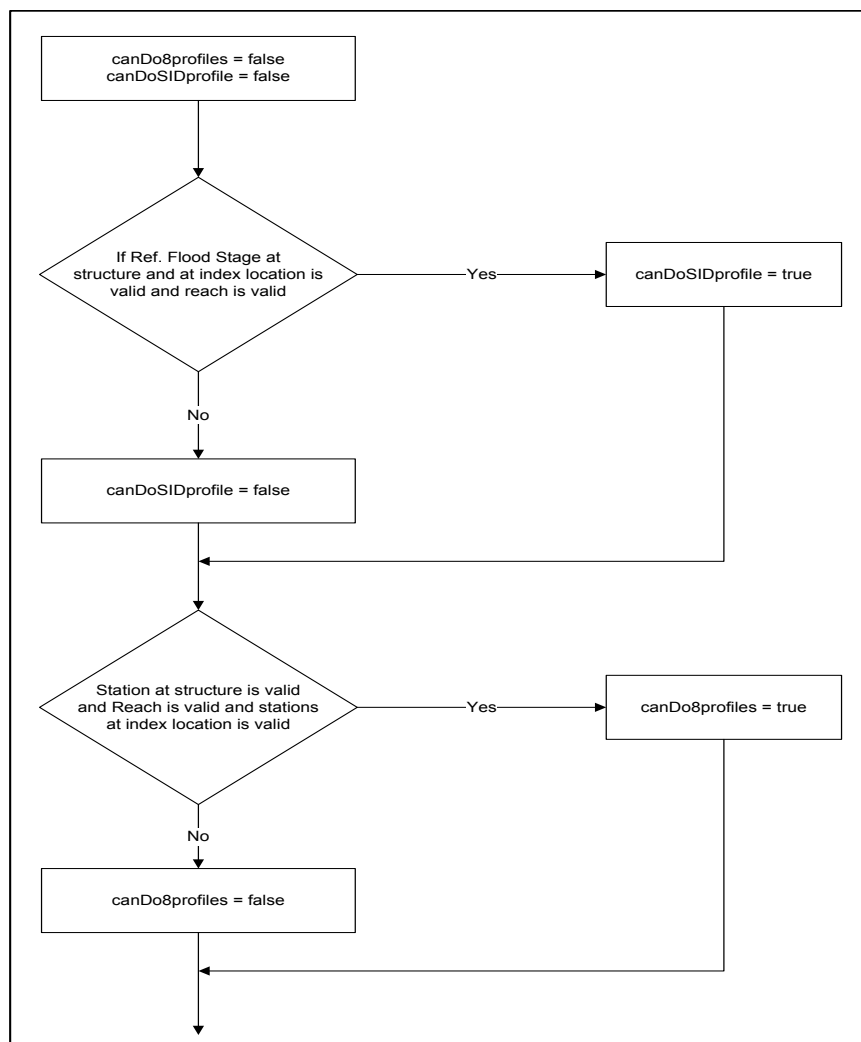 canDo8profiles = false
canDoSIDprofile = false
If Ref. Flood Stage at
structure and at index location is
valid and reach is valid
Yes
canDoSIDprofile = true
No
canDoSIDprofile = false
Station at structure is valid
and Reach is valid and stations
at index location is valid
Yes
canDo8profiles = true
No
canDo8profiles = false